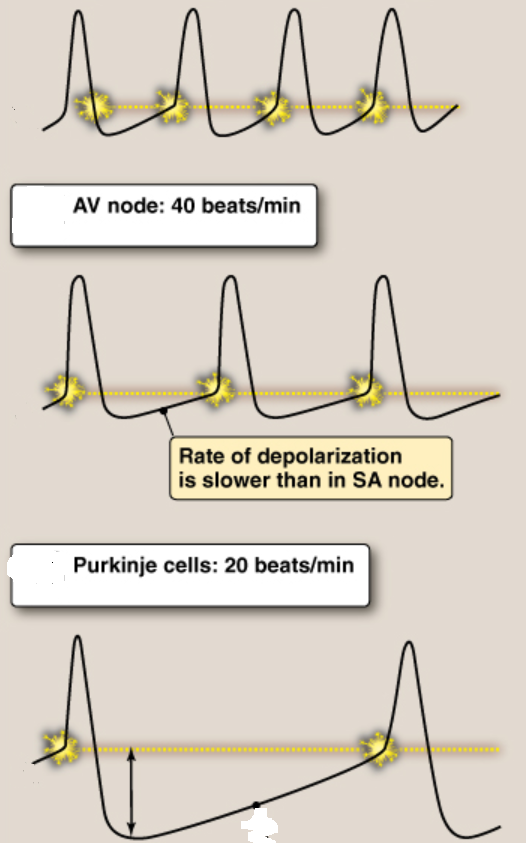 AV node: 40 beats/min
Rate of depolarization
is slower than in SA node.
Purkinje cells: 20 beats/min